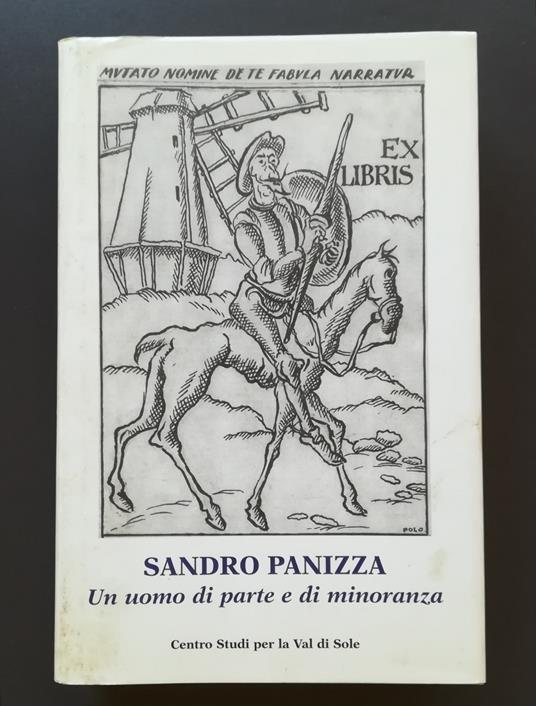 MVTATO NOMINE DE TE FABVLA NARRATVR
EX
LIBRIS
POLO
SANDRO PANIZZA
Un uomo di parte e di minoranza
Centro Studi per la Val di Sole